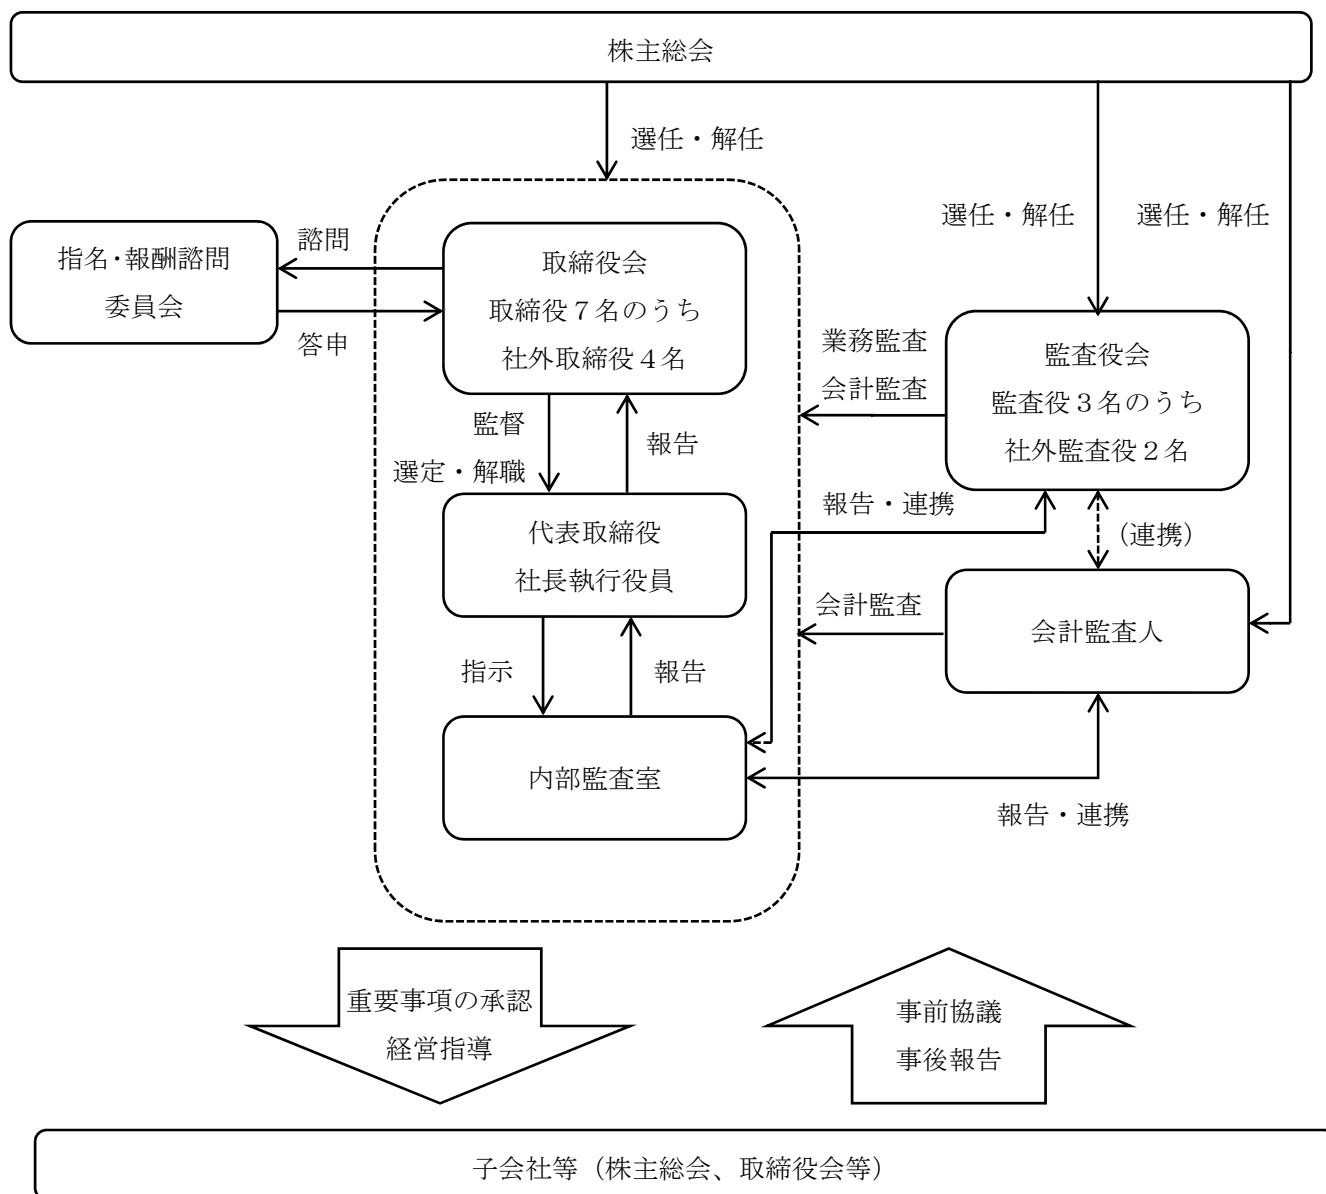 株主総会
選任・解任
選任・解任
選任・解任
指名・報酬諮問
委員会
諮問
答申
取締役会
取締役７名のうち
社外取締役４名
業務監査
会計監査
監査役会
監査役３名のうち
社外監査役２名
監督
選定・解職
報告
報告・連携
（連携）
代表取締役
社長執行役員
会計監査
会計監査人
指示
報告
内部監査室
報告・連携
重要事項の承認
経営指導
事前協議
事後報告
子会社等（株主総会、取締役会等）